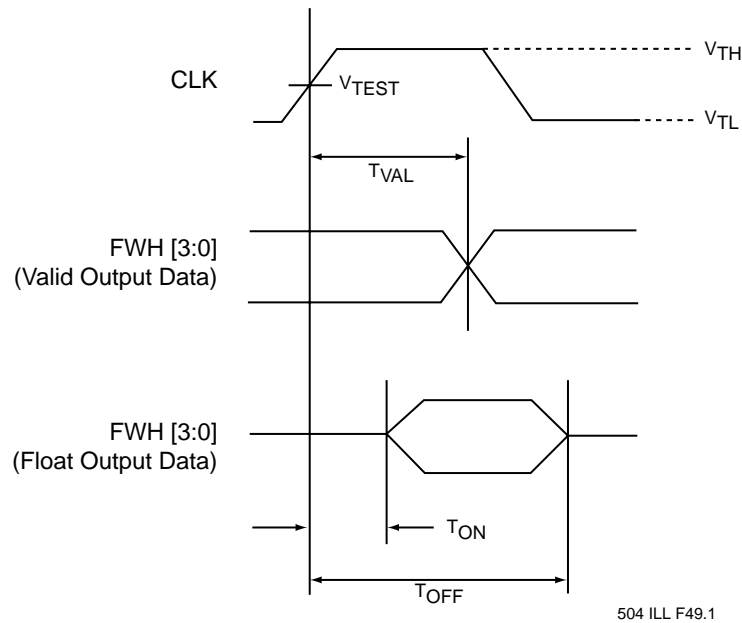 CLK
VTEST
VTH
VTL
TVAL
FWH [3:0]
(Valid Output Data)
FWH [3:0]
(Float Output Data)
TON
TOFF
504 ILL F49.1